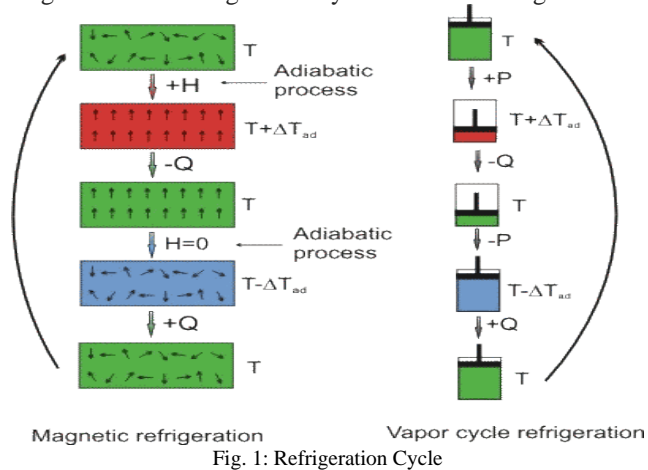 T
+H
Adiabatic
process
T+ΔTad
-Q
T
H=0
Adiabatic
process
T-ΔTad
+Q
T
Magnetic refrigeration
T
+P
T+ΔTad
-Q
T
-P
T-ΔTad
+Q
T
Vapor cycle refrigeration
Fig. 1: Refrigeration Cycle